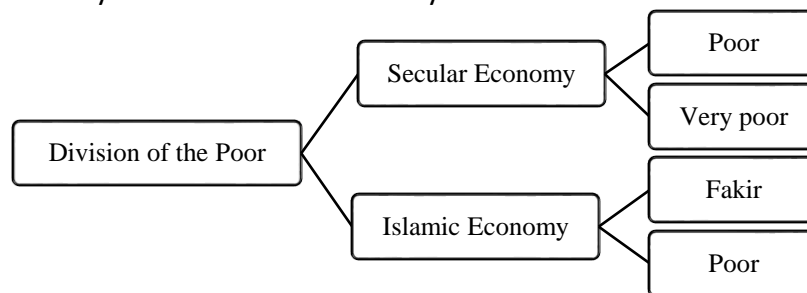 Division of the Poor
Secular Economy
Poor
Very poor
Islamic Economy
Fakir
Poor